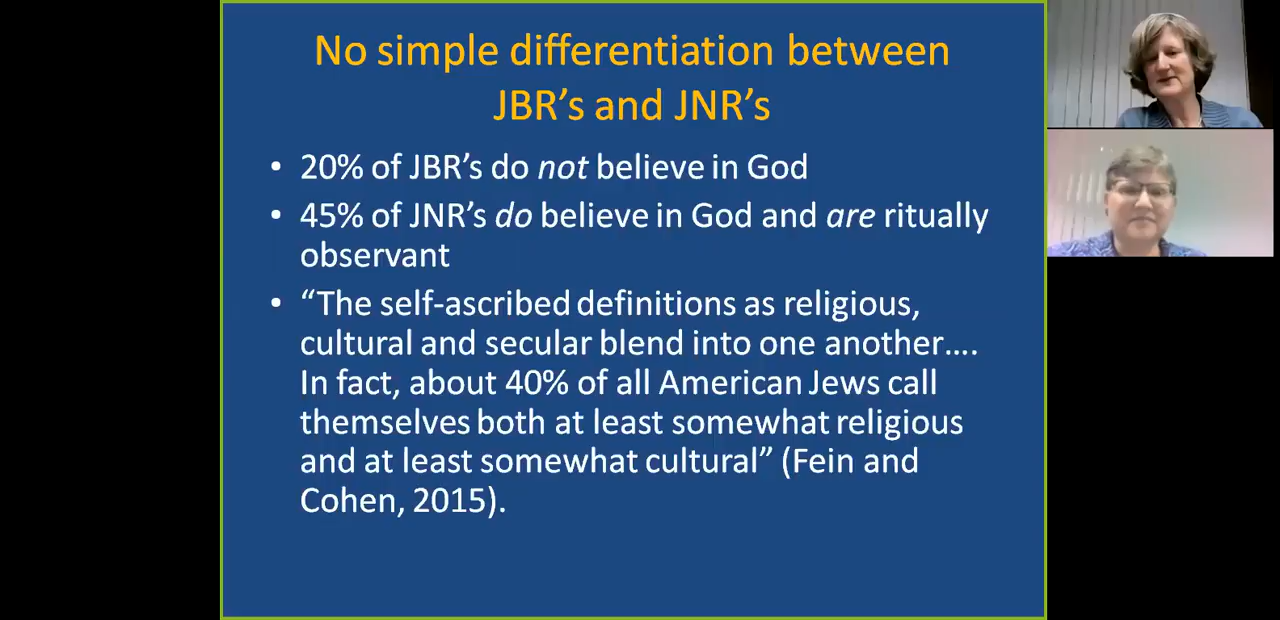 No simple differentiation between
JBR’s and JNR’s
• 20% of JBR’s do not believe in God
• 45% of JNR’s do believe in God and are ritually
observant
• “The self-ascribed definitions as religious,
cultural and secular blend into one another….
In fact, about 40% of all American Jews call
themselves both at least somewhat religious
and at least somewhat cultural” (Fein and
Cohen, 2015).